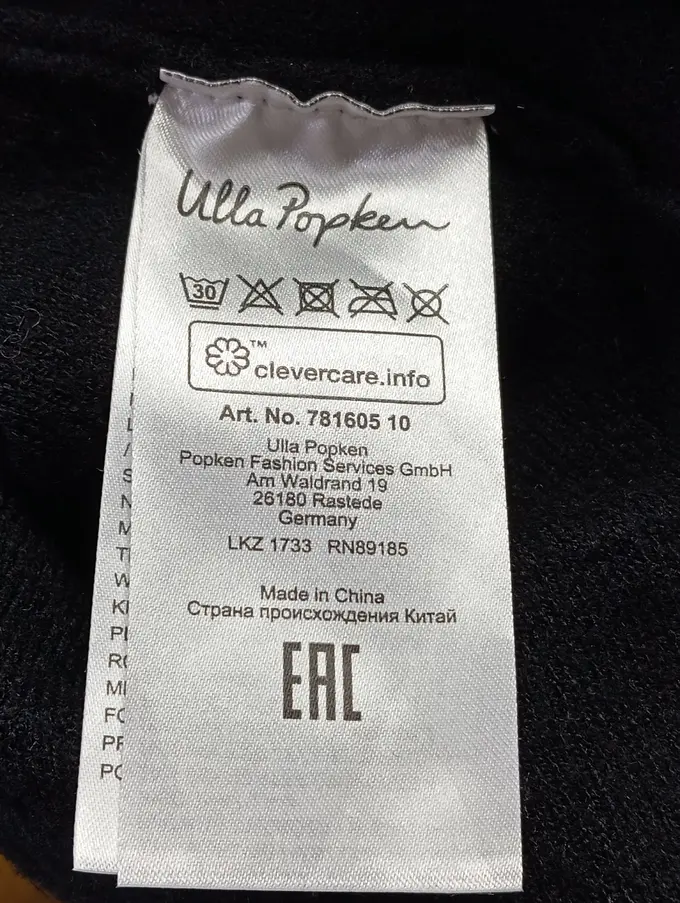 Ulla Popken
30
clevercare.info™
Art. No. 781605 10
Ulla Popken
Popken Fashion Services GmbH
Am Waldrand 19
26180 Rastede
Germany
LKZ 1733 RN89185
Made in China
Страна происхождения Китай
EAC